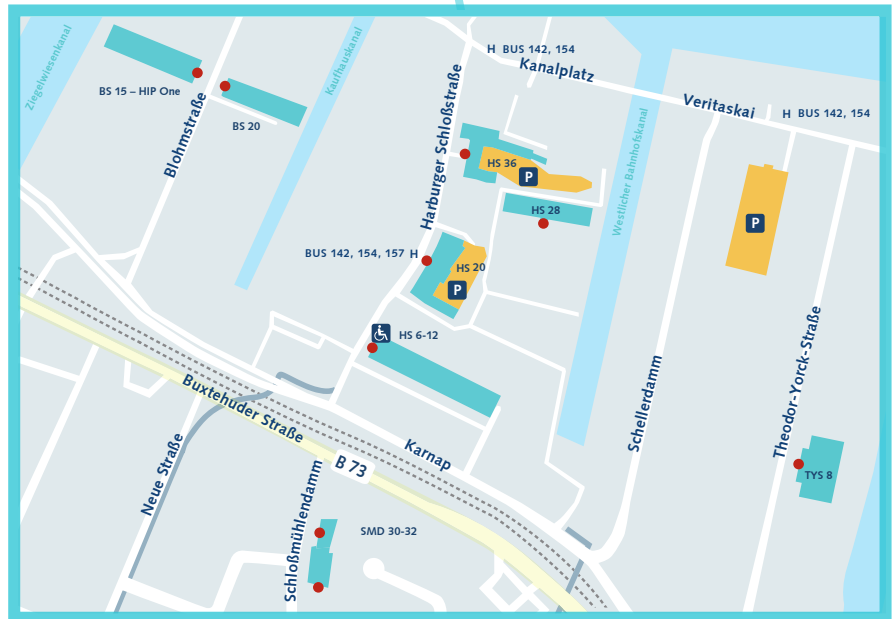 Ziegelwiesenkanal
BS 15 – HIP One
BS 20
Blohmstraße
Kaufhauskanal
Harburger Schloßstraße
H BUS 142, 154
Kanalplatz
Veritaskai
H BUS 142, 154
HS 36
P
HS 28
Westlicher Bahnhofskanal
P
BUS 142, 154, 157 H
HS 20
P
HS 6-12
Schellerdamm
Theodor-Yorck-Straße
TYS 8
Buxtehuder Straße
B 73
Karnap
Neue Straße
Schloßmühlendamm
SMD 30-32